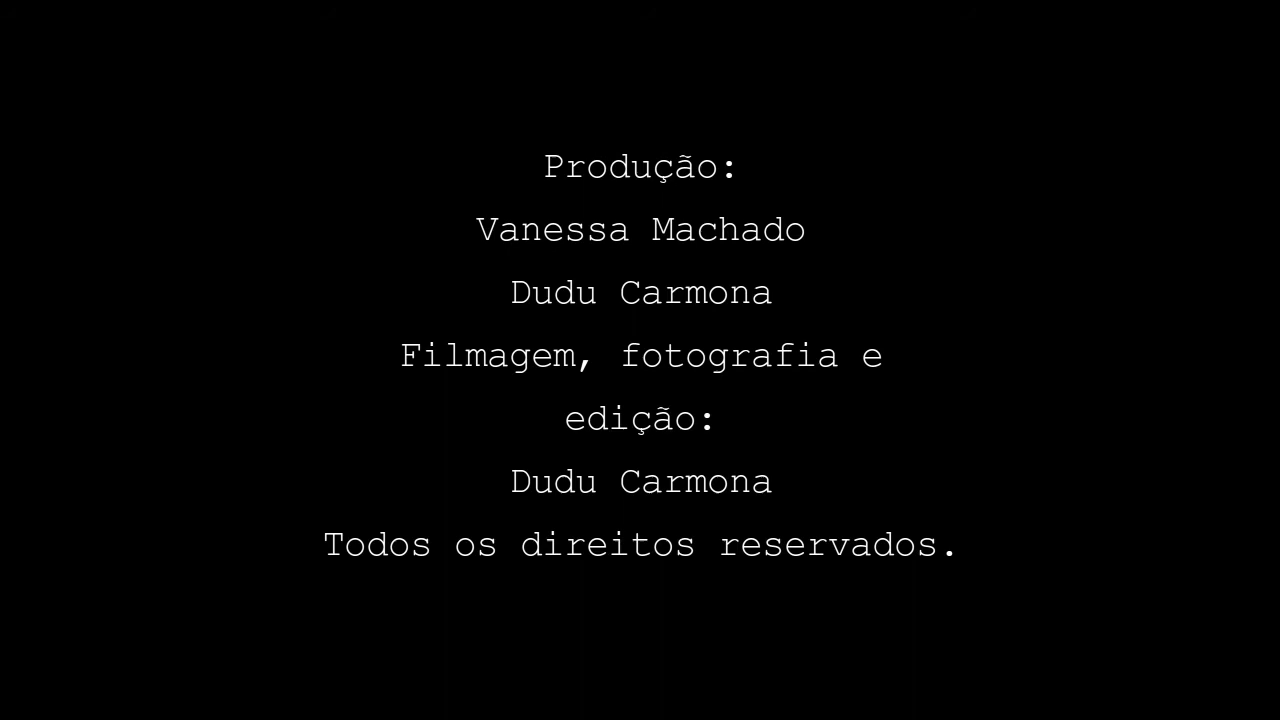 Produção:
Vanessa Machado
Dudu Carmona
Filmagem, fotografia e
edição:
Dudu Carmona
Todos os direitos reservados.